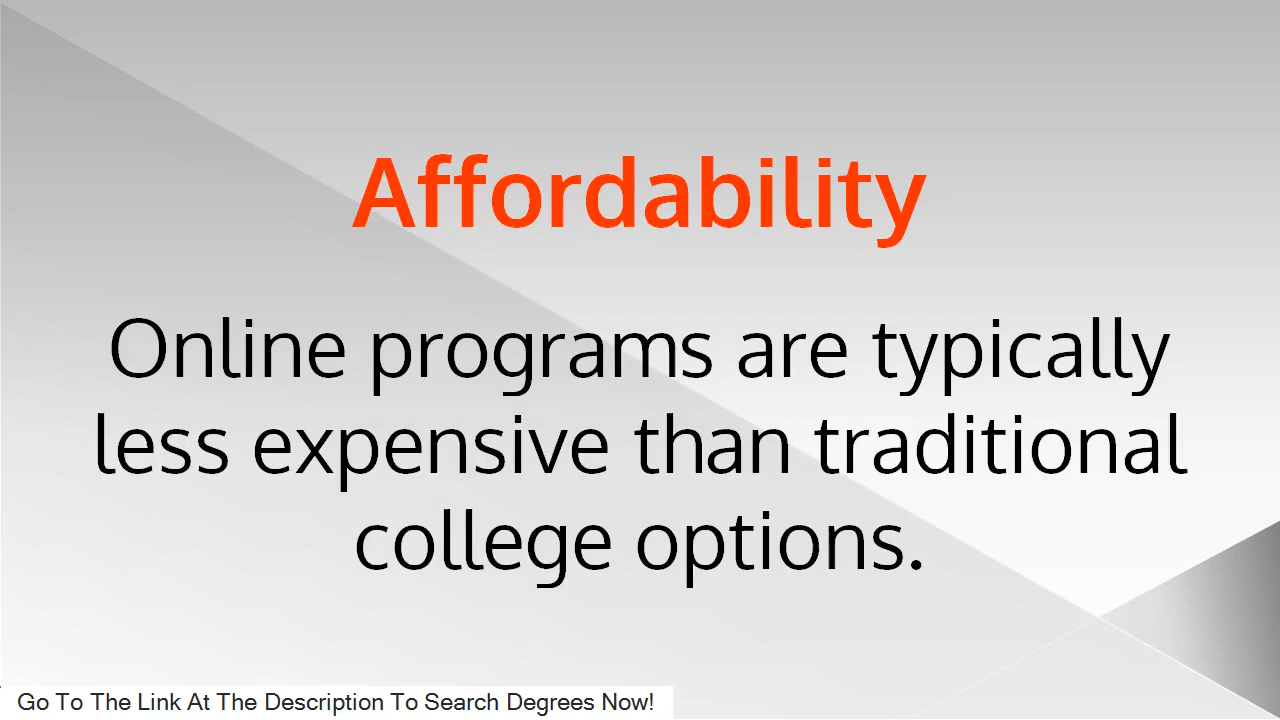 Affordability
Online programs are typically
less expensive than traditional
college options.
Go To The Link At The Description To Search Degrees Now!